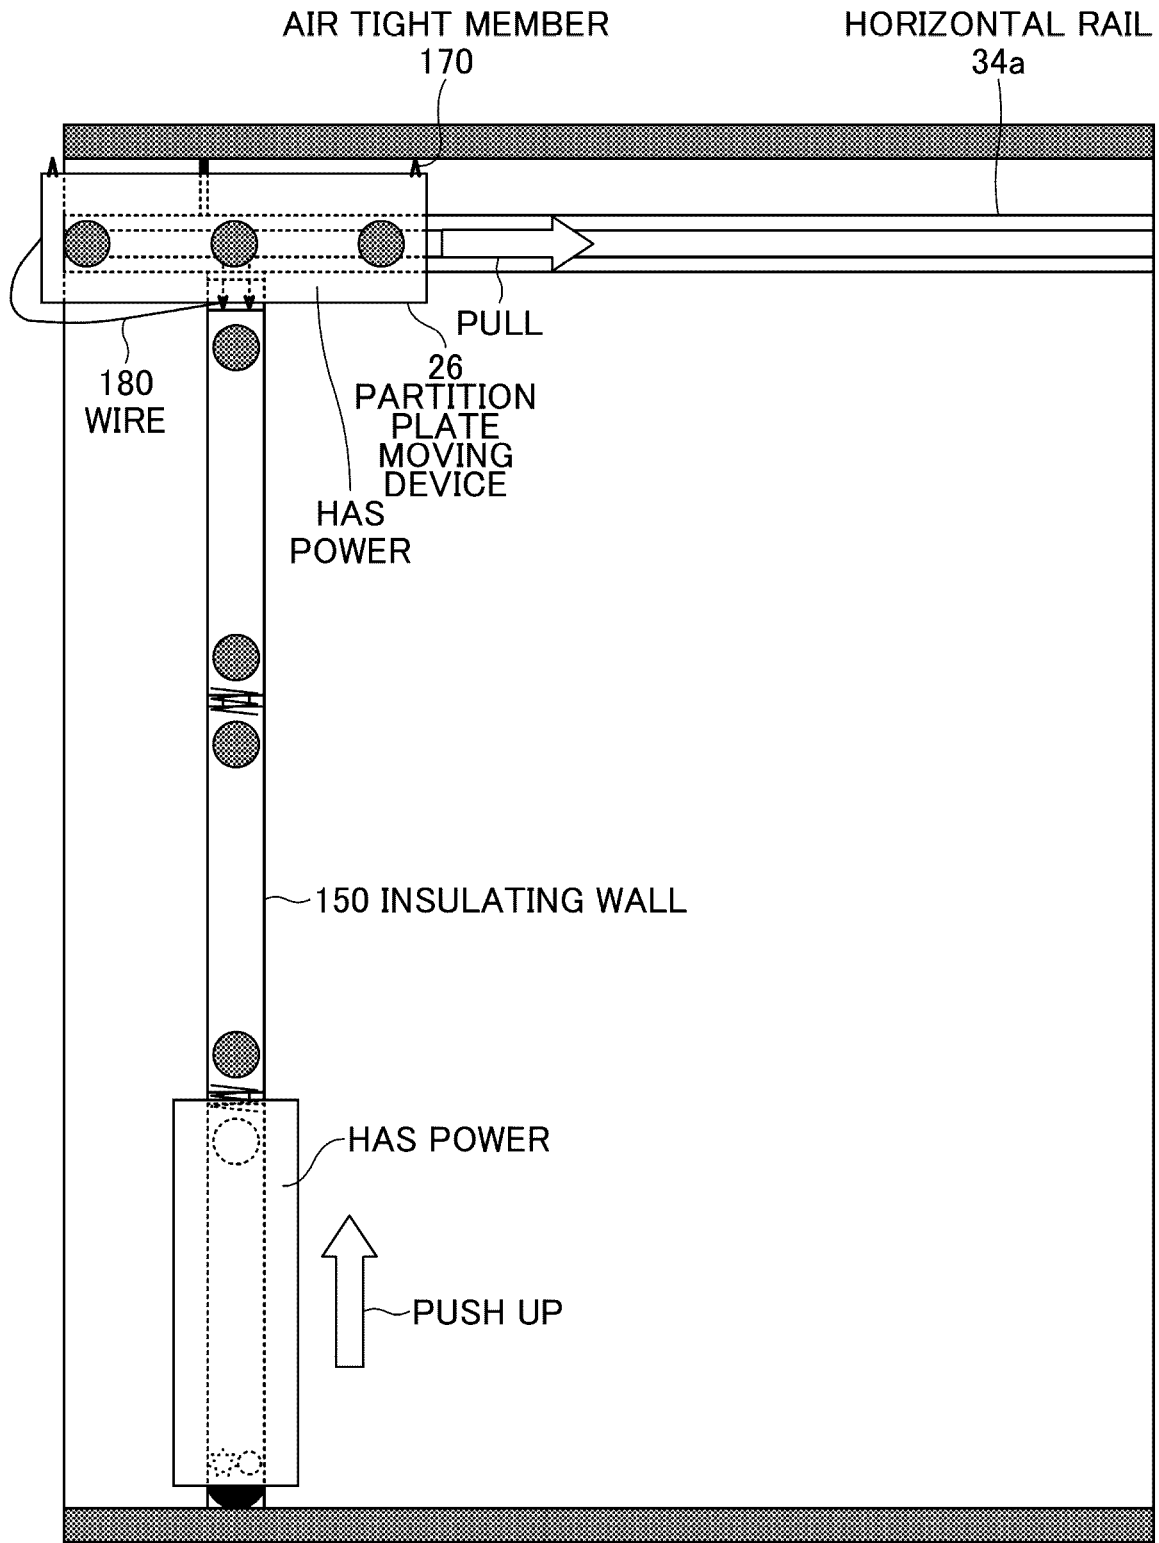 AIR TIGHT MEMBER
170
HORIZONTAL RAIL
34a
PULL
180
WIRE
26
PARTITION
PLATE
MOVING
DEVICE
HAS
POWER
150 INSULATING WALL
HAS POWER
PUSH UP